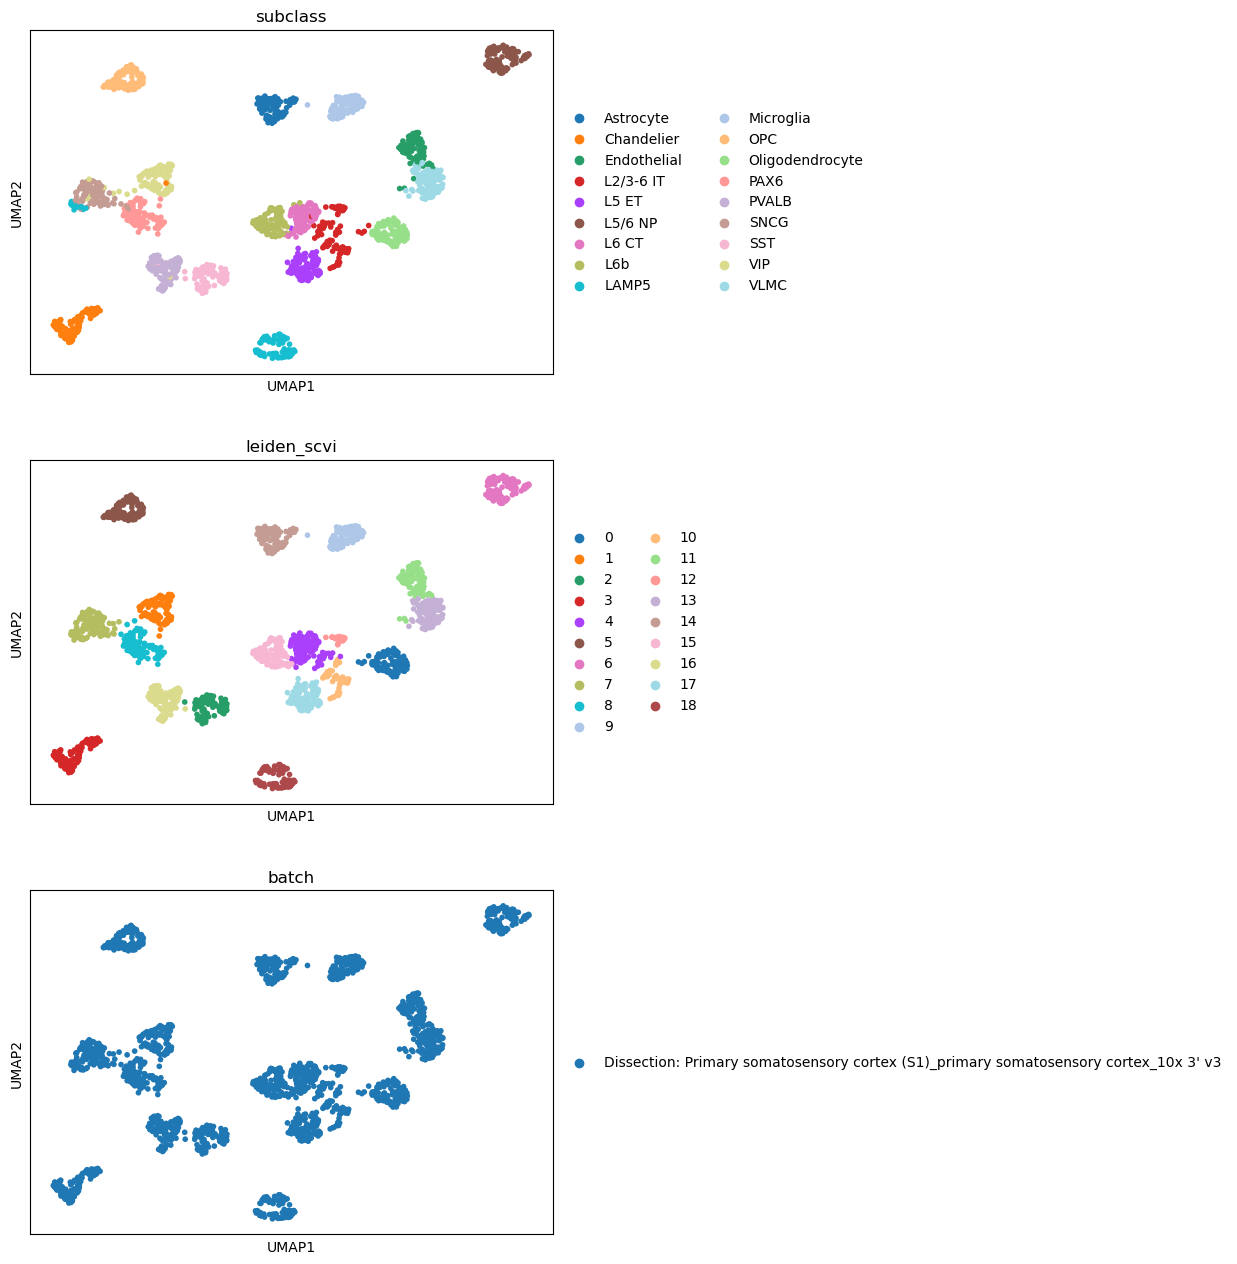 subclass
UMAP2
UMAP1
Astrocyte
Chandelier
Endothelial
L2/3-6 IT
L5 ET
L5/6 NP
L6 CT
L6b
LAMP5
Microglia
OPC
Oligodendrocyte
PAX6
PVALB
SNCG
SST
VIP
VLMC
leiden_scvi
UMAP2
UMAP1
0
1
2
3
4
5
6
7
8
9
10
11
12
13
14
15
16
17
18
batch
UMAP2
UMAP1
Dissection: Primary somatosensory cortex (S1)_primary somatosensory cortex_10x 3' v3